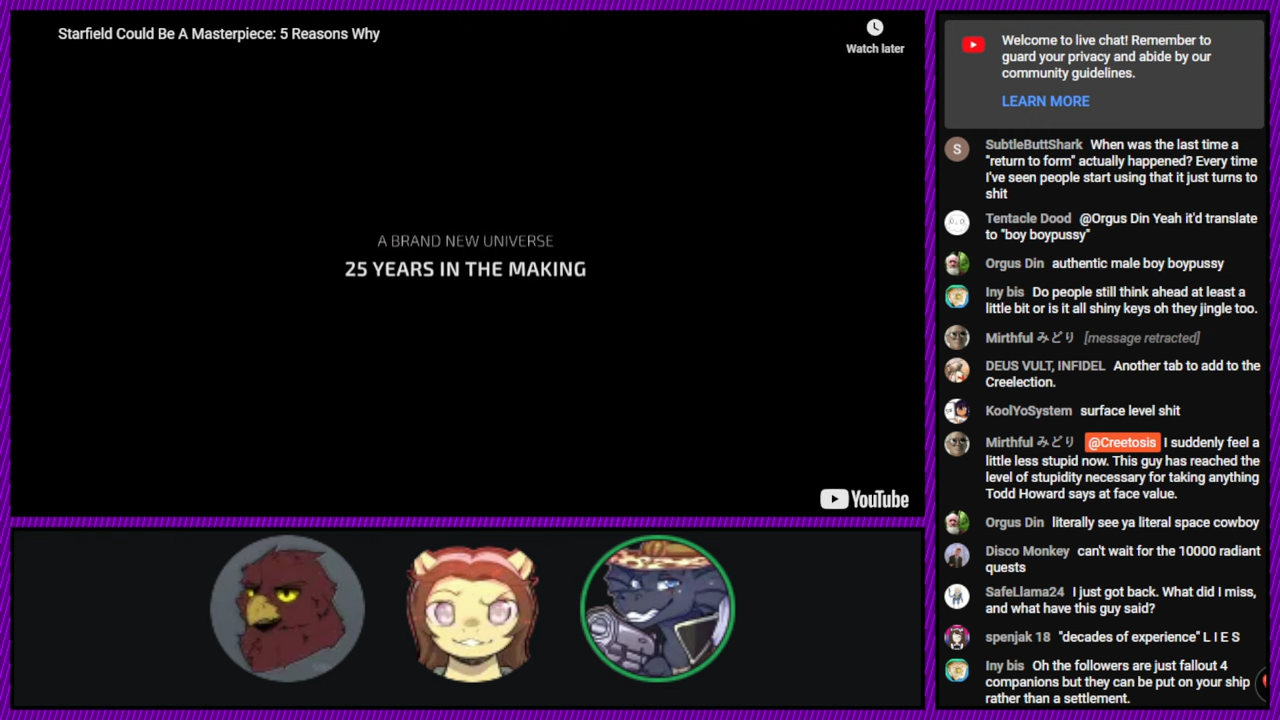 Starfield Could Be A Masterpiece: 5 Reasons Why
Watch later
A BRAND NEW UNIVERSE
25 YEARS IN THE MAKING
YouTube
Welcome to live chat! Remember to
guard your privacy and abide by our
community guidelines.
LEARN MORE
S
SubtleButtShark When was the last time a
"return to form" actually happened? Every time
I've seen people start using that it just turns to
shit
Tentacle Dood @Orgus Din Yeah it'd translate
to "boy boypussy"
Orgus Din authentic male boy boypussy
Iny bis Do people still think ahead at least a
little bit or is it all shiny keys oh they jingle too.
Mirthful みどり [message retracted]
DEUS VULT, INFIDEL Another tab to add to the
Creelection.
KoolYoSystem surface level shit
Mirthful みどり @Creetosis I suddenly feel a
little less stupid now. This guy has reached the
level of stupidity necessary for taking anything
Todd Howard says at face value.
Orgus Din literally see ya literal space cowboy
Disco Monkey can't wait for the 10000 radiant
quests
SafeLlama24 I just got back. What did I miss,
and what have this guy said?
spenjak 18 "decades of experience" L I E S
Iny bis Oh the followers are just fallout 4
companions but they can be put on your ship
rather than a settlement.